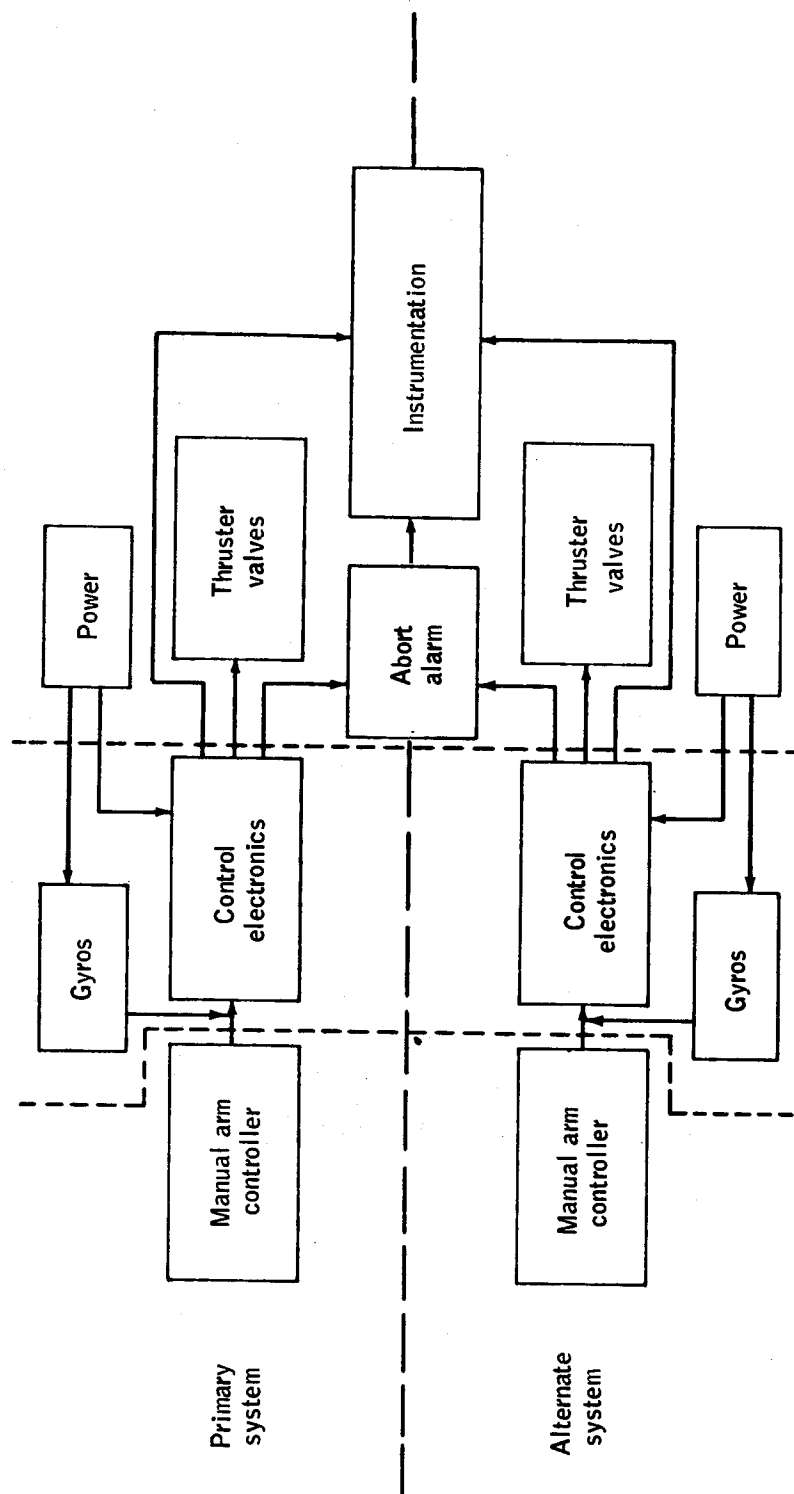 Primary
system
Manual arm
controller
Gyros
Control
electronics
Power
Thruster
valves
Abort
alarm
Instrumentation
Alternate
system
Manual arm
controller
Control
electronics
Thruster
valves
Gyros
Power